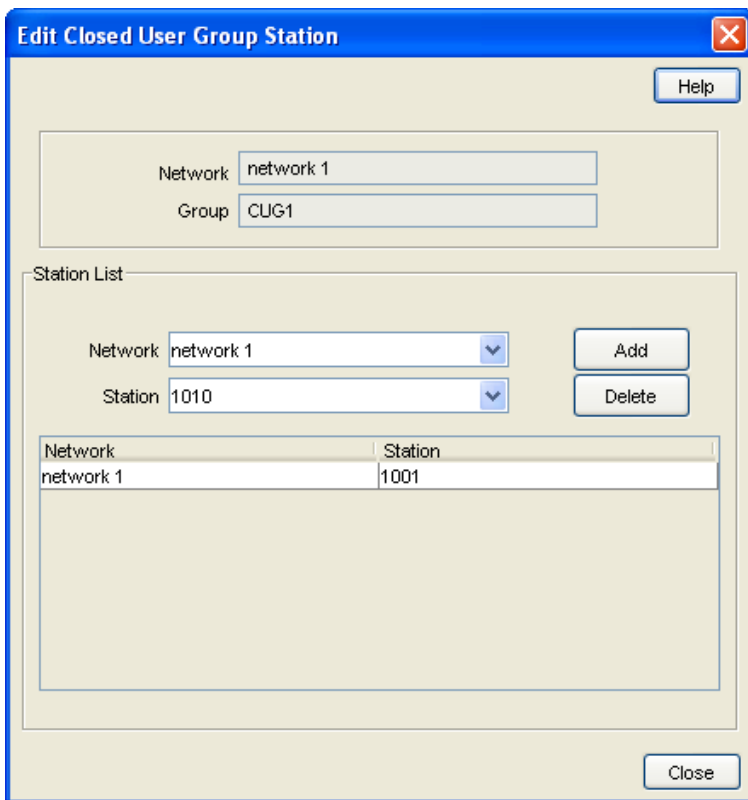 Edit Closed User Group Station
Help
Network network 1
Group CUG1
Station List
Network network 1 Add
Station 1010 Delete
Network Station
network 1 1001
Close